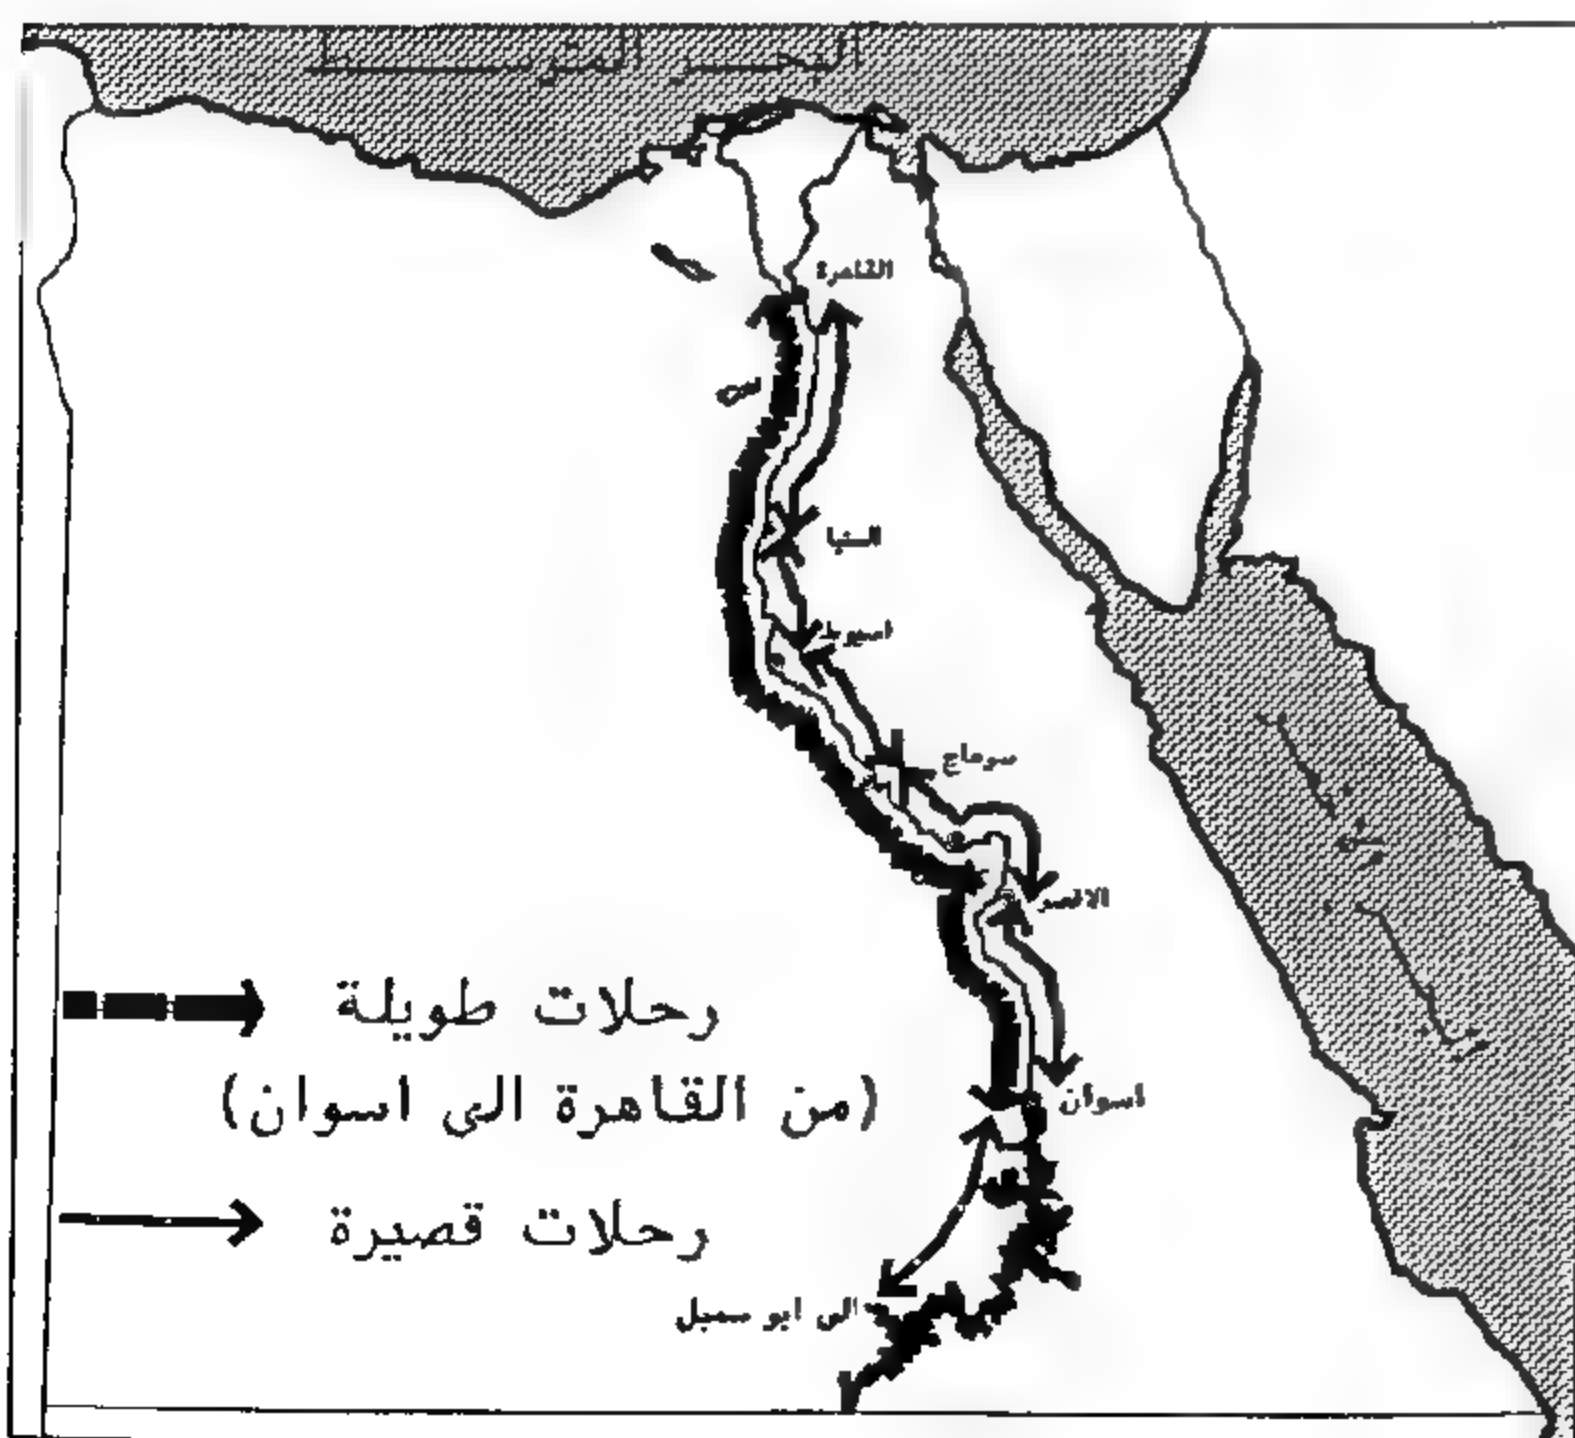 القاهرة
المنيا
اسيوط
سوهاج
الاقصر
اسوان
الى ابو سمبل
رحلات طويلة
(من القاهرة الى اسوان)
رحلات قصيرة